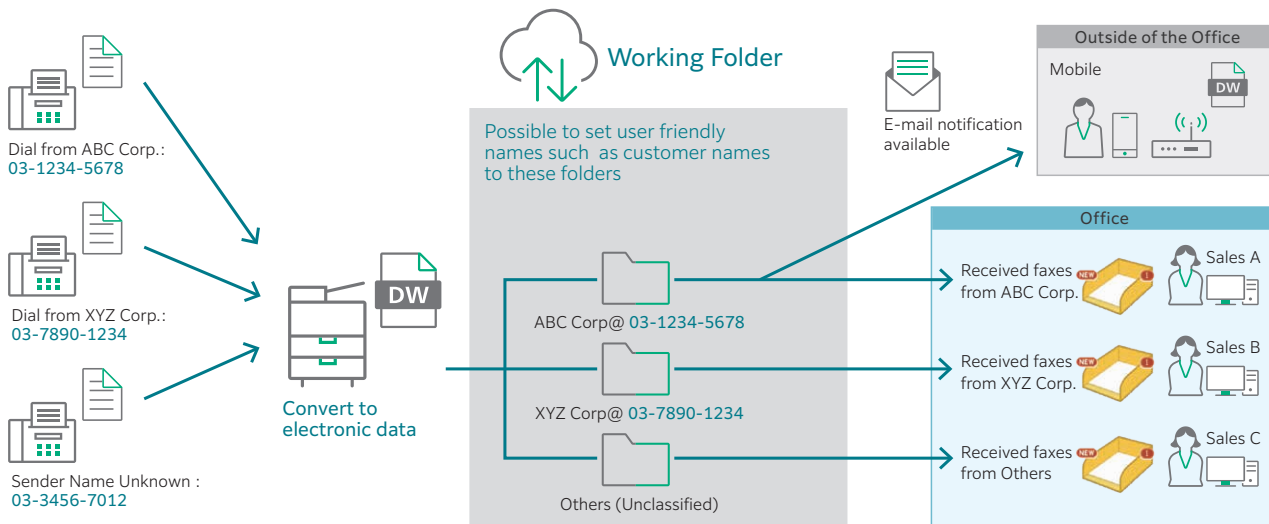 Dial from ABC Corp.:
03-1234-5678
Dial from XYZ Corp.:
03-7890-1234
Sender Name Unknown :
03-3456-7012
DW
Convert to
electronic data
Working Folder
Possible to set user friendly
names such as customer names
to these folders
ABC Corp@ 03-1234-5678
XYZ Corp@ 03-7890-1234
Others (Unclassified)
E-mail notification
available
Outside of the Office
Mobile
DW
Office
Received faxes
from ABC Corp.
NEW
1
Sales A
Received faxes
from XYZ Corp.
NEW
1
Sales B
Received faxes
from Others
NEW
1
Sales C